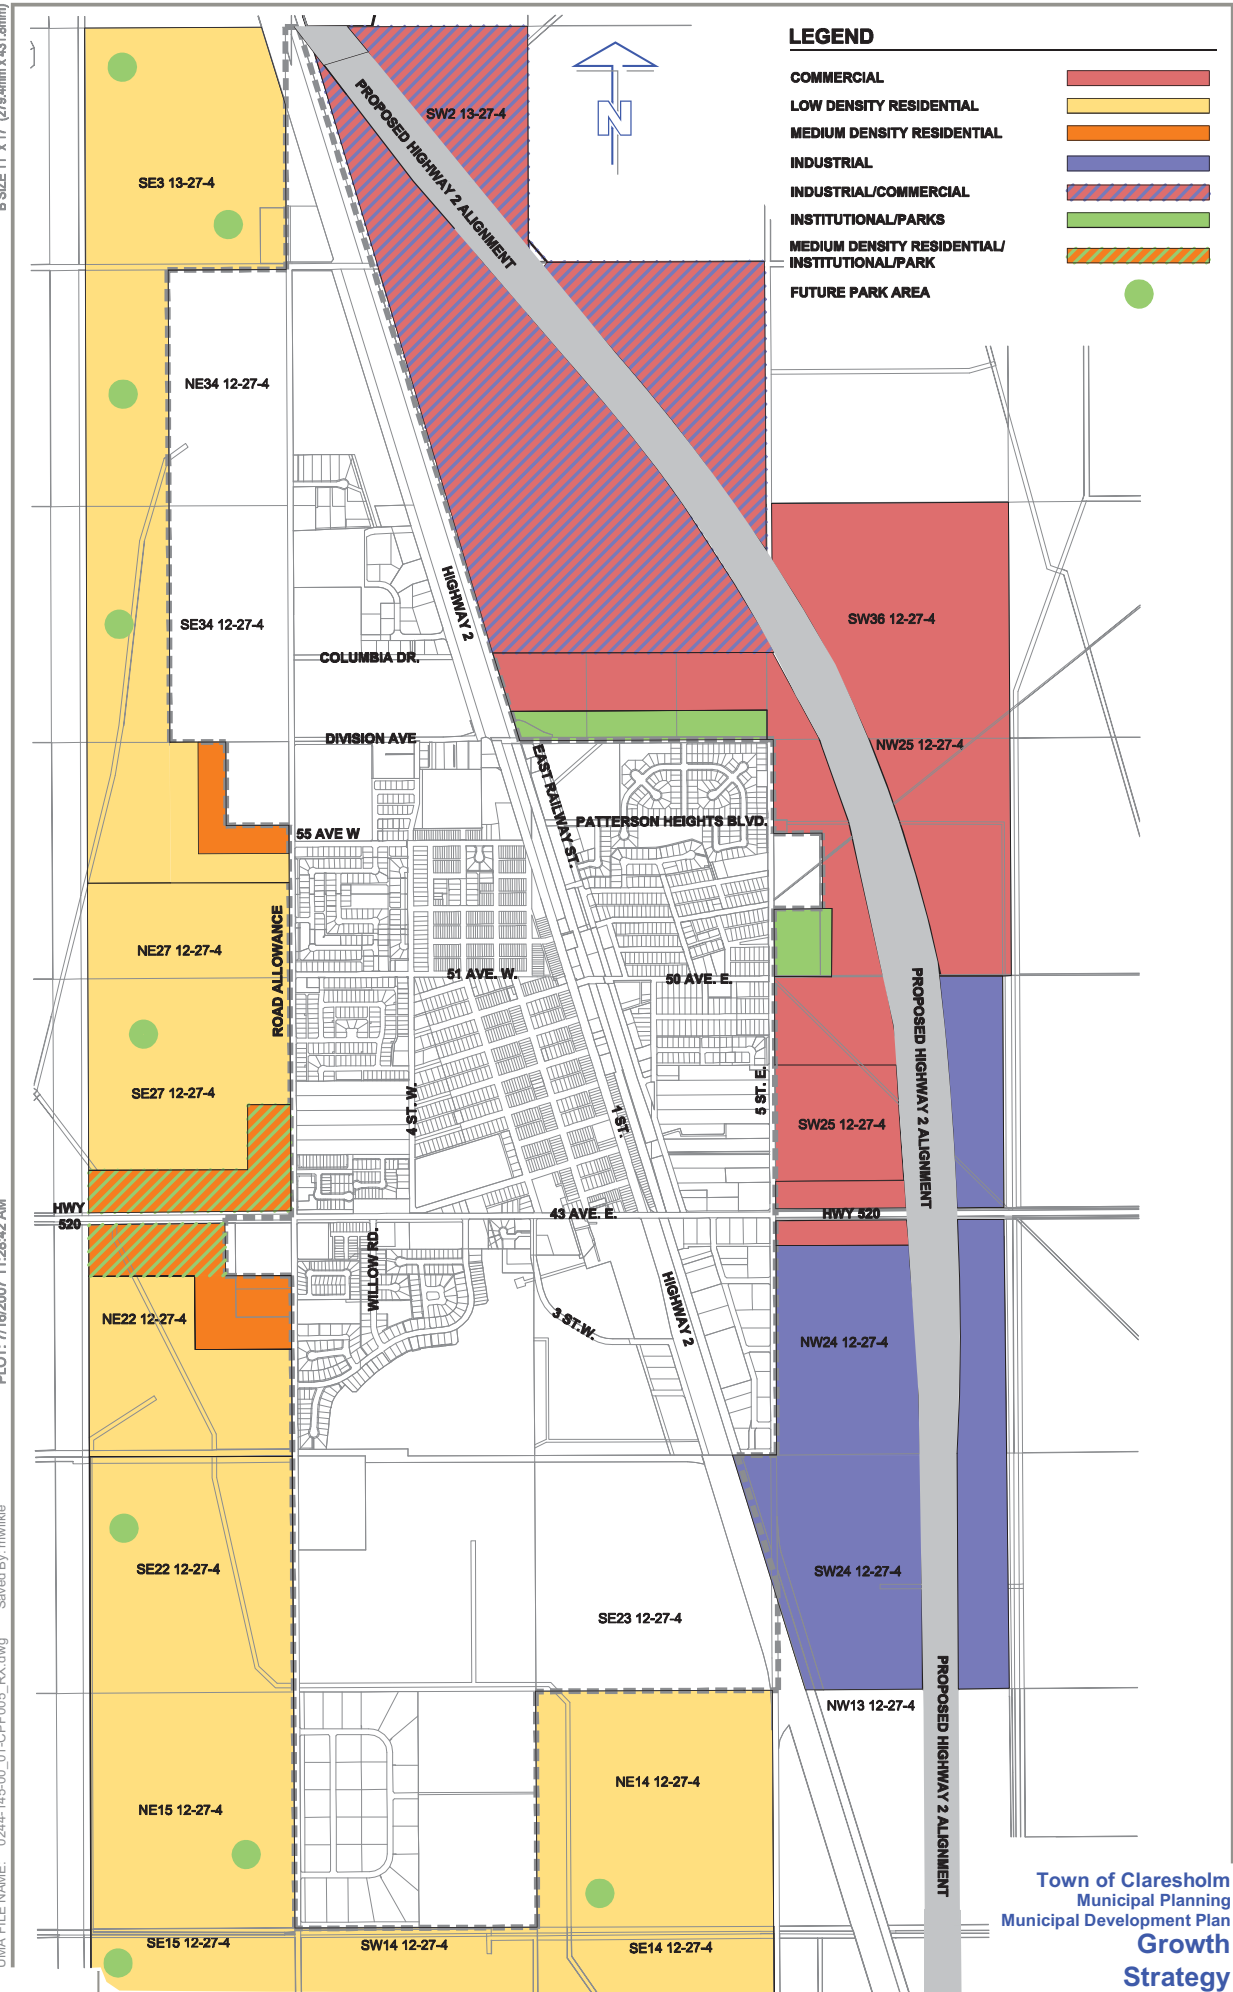 LEGEND
COMMERCIAL
LOW DENSITY RESIDENTIAL
MEDIUM DENSITY RESIDENTIAL
INDUSTRIAL
INDUSTRIAL/COMMERCIAL
INSTITUTIONAL/PARKS
MEDIUM DENSITY RESIDENTIAL/
INSTITUTIONAL/PARK
FUTURE PARK AREA
N
SW2 13-27-4
PROPOSED HIGHWAY 2 ALIGNMENT
SE3 13-27-4
NE34 12-27-4
SE34 12-27-4
HIGHWAY 2
COLUMBIA DR.
SW36 12-27-4
DIVISION AVE
NW25 12-27-4
EAST RAILWAY ST.
PATTERSON HEIGHTS BLVD.
55 AVE W
ROAD ALLOWANCE
NE27 12-27-4
51 AVE. W.
50 AVE. E.
PROPOSED HIGHWAY 2 ALIGNMENT
SE27 12-27-4
4 ST. W.
1 ST.
5 ST. E.
SW25 12-27-4
HWY
520
43 AVE. E.
HWY 520
WILLOW RD.
NE22 12-27-4
3 ST.W.
HIGHWAY 2
NW24 12-27-4
SE22 12-27-4
SW24 12-27-4
SE23 12-27-4
NW13 12-27-4
PROPOSED HIGHWAY 2 ALIGNMENT
NE14 12-27-4
NE15 12-27-4
SE15 12-27-4
SW14 12-27-4
SE14 12-27-4
Town of Claresholm
Municipal Planning
Municipal Development Plan
Growth
Strategy